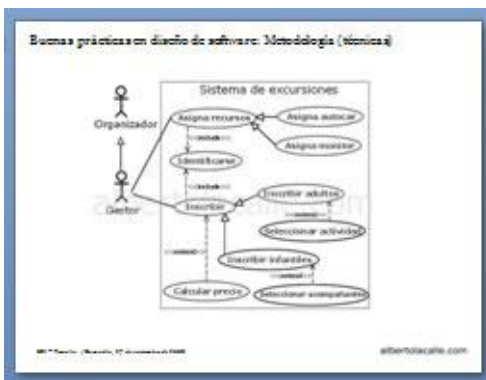 Buenas prácticas en diseño de software: Metodología (técnicas)
Sistema de excursiones
Organizador
Asigna recursos
Asigna autocar
Asigna monitor
<<include>>
Identificarse
<<include>>
Gestor
Inscribir
Inscribir adultos
Seleccionar actividad
Inscribir infantiles
Calcular precio
Seleccionar acompañante
albertolacalle.com